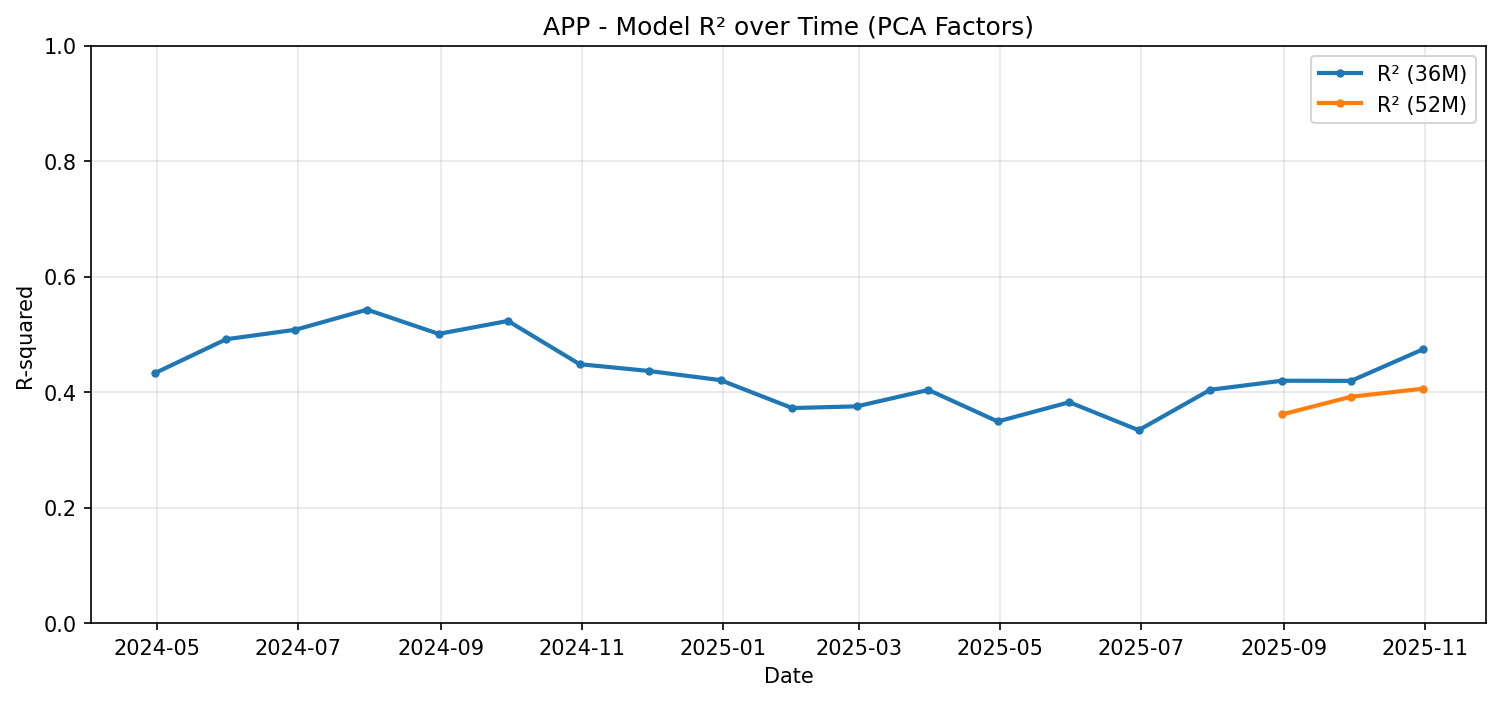 APP - Model R² over Time (PCA Factors)
1.0
0.8
0.6
0.4
0.2
0.0
R-squared
R² (36M)
R² (52M)
2024-05 2024-07 2024-09 2024-11 2025-01 2025-03 2025-05 2025-07 2025-09 2025-11
Date